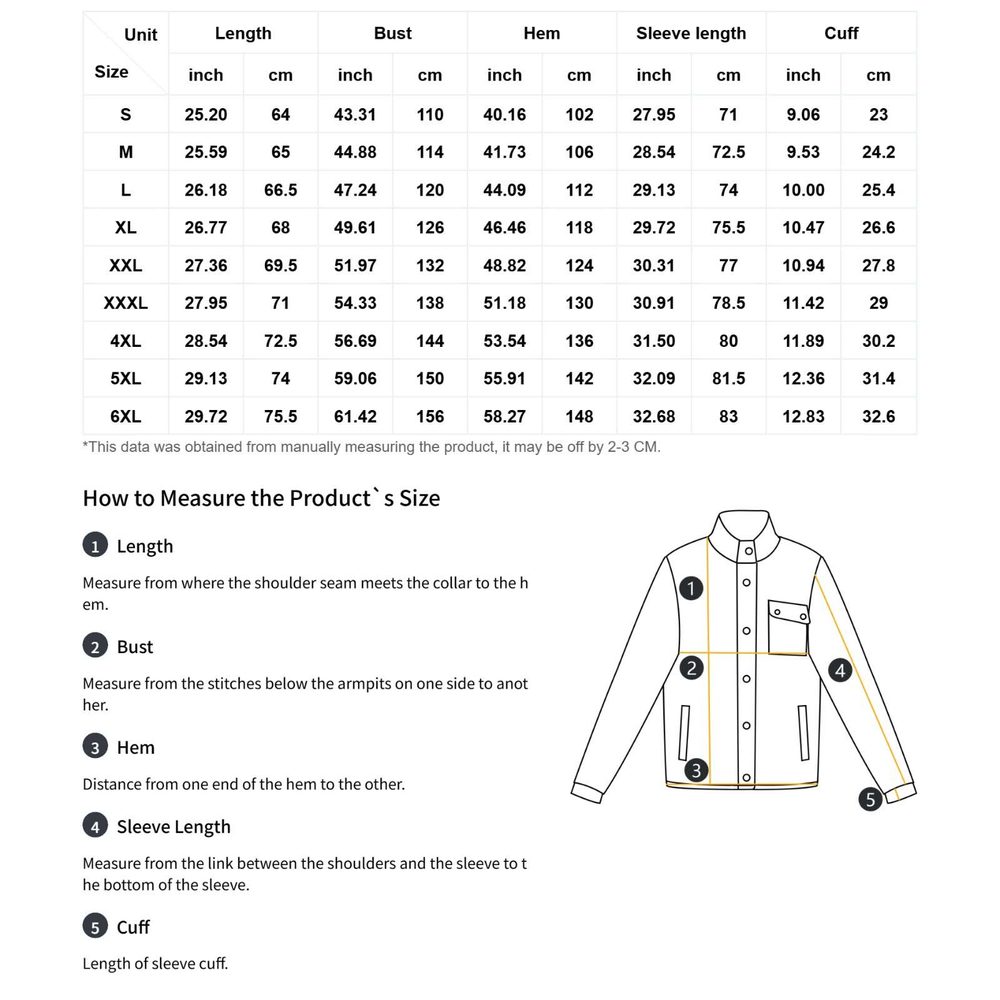 Unit Length Bust Hem Sleeve length Cuff
Size inch cm inch cm inch cm inch cm inch cm
S 25.20 64 43.31 110 40.16 102 27.95 71 9.06 23
M 25.59 65 44.88 114 41.73 106 28.54 72.5 9.53 24.2
L 26.18 66.5 47.24 120 44.09 112 29.13 74 10.00 25.4
XL 26.77 68 49.61 126 46.46 118 29.72 75.5 10.47 26.6
XXL 27.36 69.5 51.97 132 48.82 124 30.31 77 10.94 27.8
XXXL 27.95 71 54.33 138 51.18 130 30.91 78.5 11.42 29
4XL 28.54 72.5 56.69 144 53.54 136 31.50 80 11.89 30.2
5XL 29.13 74 59.06 150 55.91 142 32.09 81.5 12.36 31.4
6XL 29.72 75.5 61.42 156 58.27 148 32.68 83 12.83 32.6
*This data was obtained from manually measuring the product, it may be off by 2-3 CM.
How to Measure the Product`s Size
1 Length
Measure from where the shoulder seam meets the collar to the h
em.
2 Bust
Measure from the stitches below the armpits on one side to anot
her.
3 Hem
Distance from one end of the hem to the other.
4 Sleeve Length
Measure from the link between the shoulders and the sleeve to t
he bottom of the sleeve.
5 Cuff
Length of sleeve cuff.
1
2
4
3
5